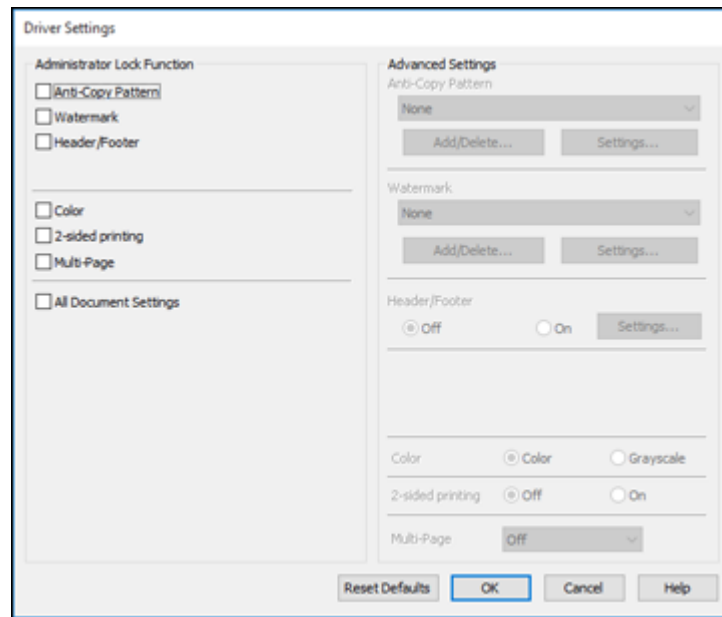 Driver Settings
Administrator Lock Function
Anti-Copy Pattern
Watermark
Header/Footer
Color
2-sided printing
Multi-Page
All Document Settings
Advanced Settings
Anti-Copy Pattern
None
Add/Delete... Settings...
Watermark
None
Add/Delete... Settings...
Header/Footer
Off On Settings...
Color Color Grayscale
2-sided printing Off On
Multi-Page Off
Reset Defaults OK Cancel Help